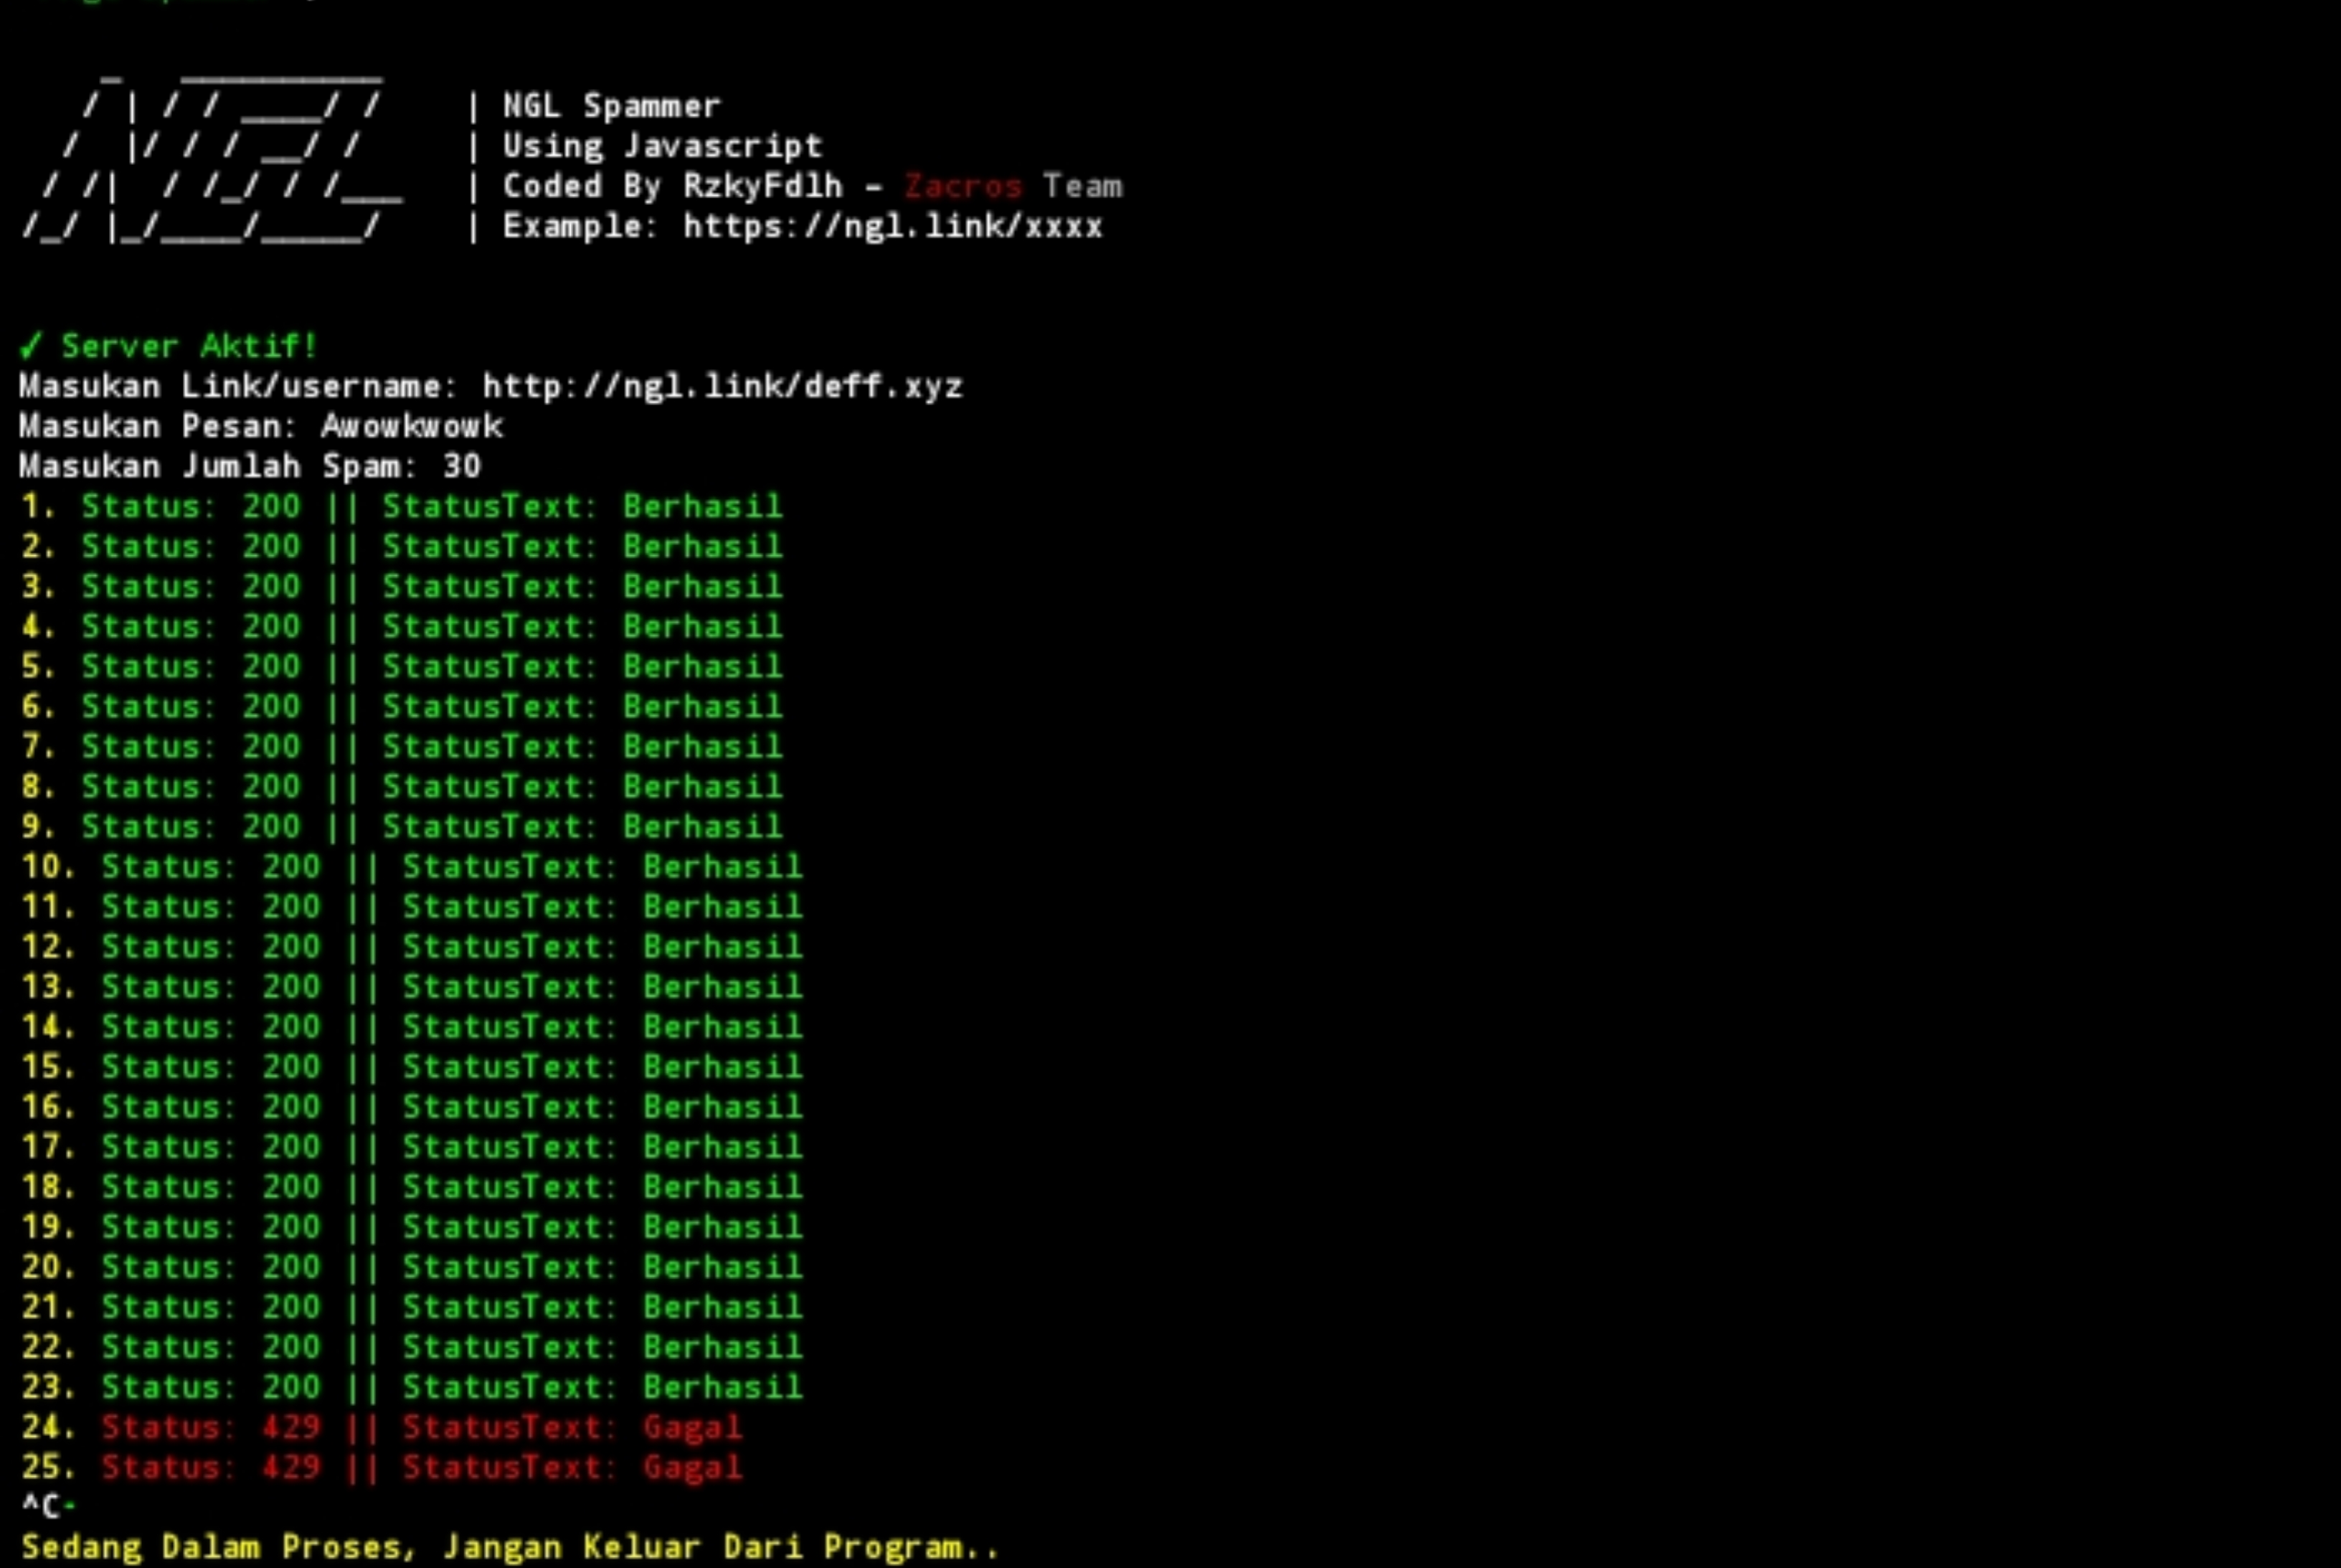 NGL
| NGL Spammer
| Using Javascript
| Coded By RzkyFdlh - Zacros Team
| Example: https://ngl.link/xxxx
✓ Server Aktif!
Masukan Link/username: http://ngl.link/deff.xyz
Masukan Pesan: Awowkwowk
Masukan Jumlah Spam: 30
1. Status: 200 || StatusText: Berhasil
2. Status: 200 || StatusText: Berhasil
3. Status: 200 || StatusText: Berhasil
4. Status: 200 || StatusText: Berhasil
5. Status: 200 || StatusText: Berhasil
6. Status: 200 || StatusText: Berhasil
7. Status: 200 || StatusText: Berhasil
8. Status: 200 || StatusText: Berhasil
9. Status: 200 || StatusText: Berhasil
10. Status: 200 || StatusText: Berhasil
11. Status: 200 || StatusText: Berhasil
12. Status: 200 || StatusText: Berhasil
13. Status: 200 || StatusText: Berhasil
14. Status: 200 || StatusText: Berhasil
15. Status: 200 || StatusText: Berhasil
16. Status: 200 || StatusText: Berhasil
17. Status: 200 || StatusText: Berhasil
18. Status: 200 || StatusText: Berhasil
19. Status: 200 || StatusText: Berhasil
20. Status: 200 || StatusText: Berhasil
21. Status: 200 || StatusText: Berhasil
22. Status: 200 || StatusText: Berhasil
23. Status: 200 || StatusText: Berhasil
24. Status: 429 || StatusText: Gagal
25. Status: 429 || StatusText: Gagal
^C-
Sedang Dalam Proses, Jangan Keluar Dari Program..